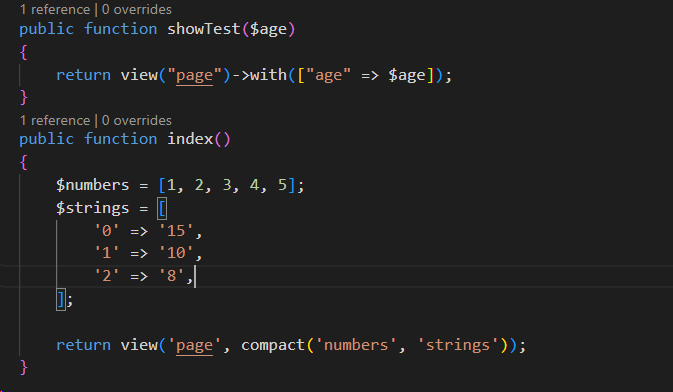 1 reference | 0 overrides
public function showTest($age)
{
    return view("page")->with(["age" => $age]);
}
1 reference | 0 overrides
public function index()
{
    $numbers = [1, 2, 3, 4, 5];
    $strings = [
        '0' => '15',
        '1' => '10',
        '2' => '8',
    ];
    return view('page', compact('numbers', 'strings'));
}